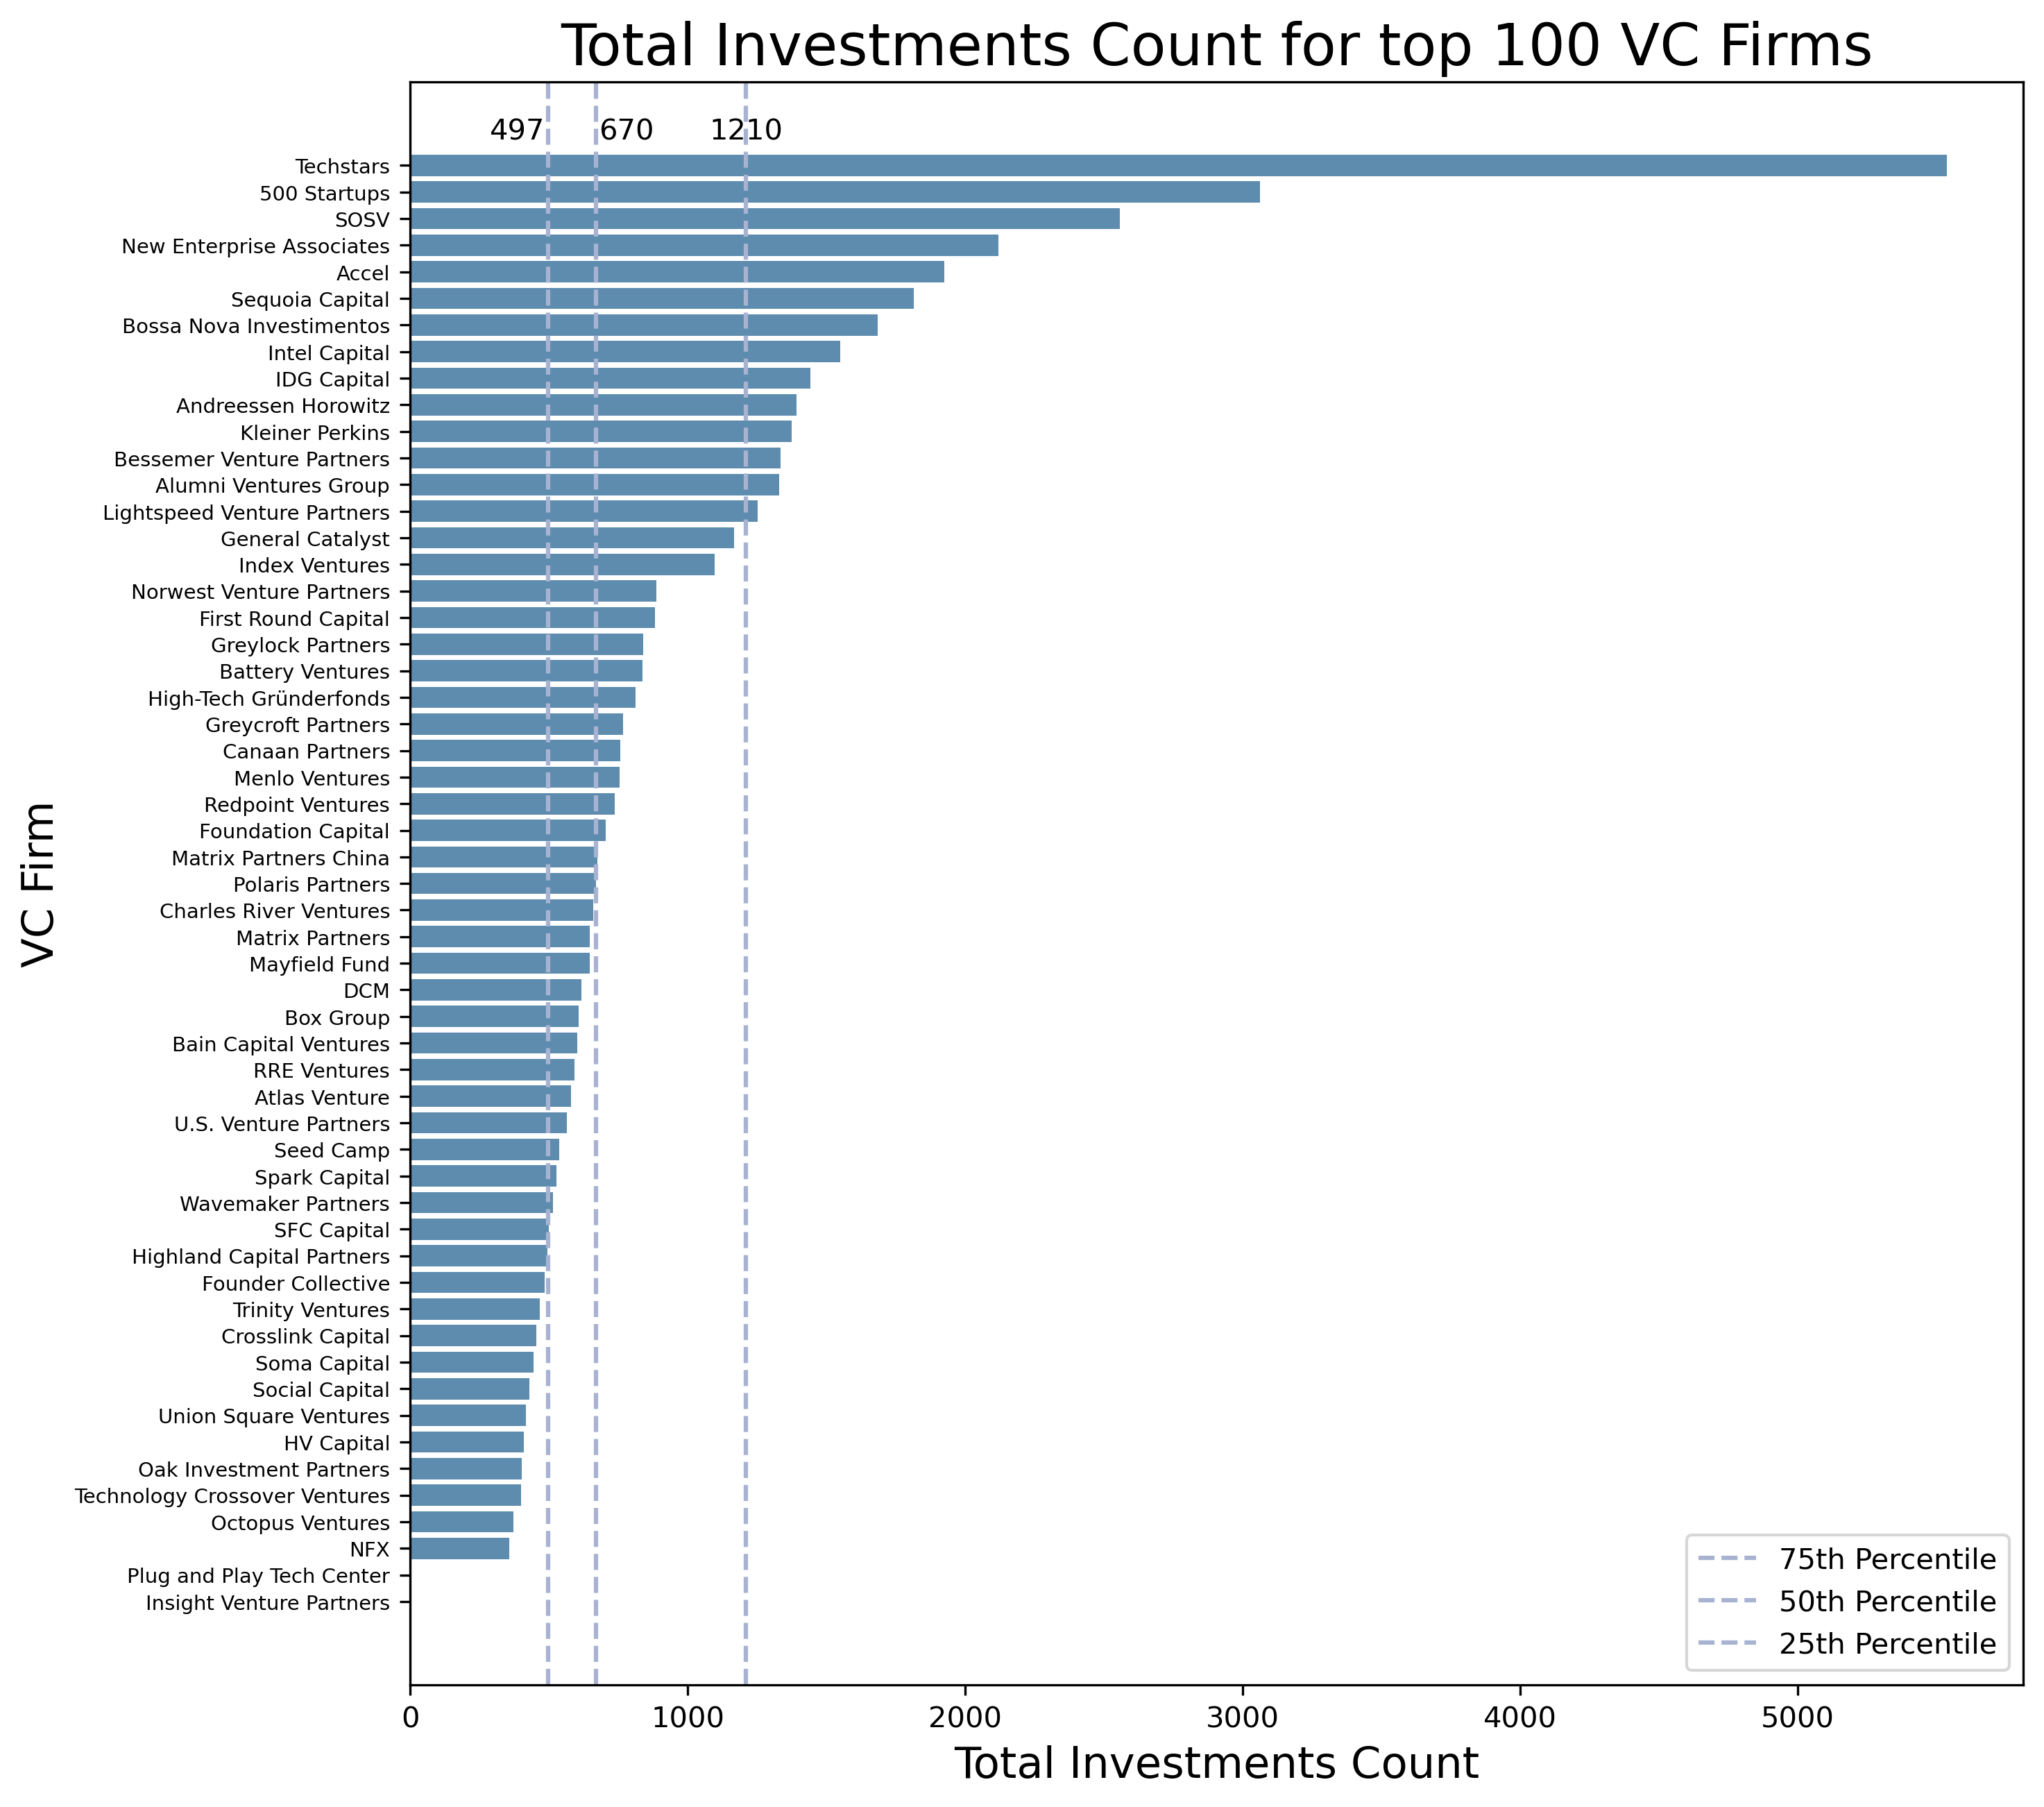 Total Investments Count for top 100 VC Firms
497 670 1210
Techstars
500 Startups
SOSV
New Enterprise Associates
Accel
Sequoia Capital
Bossa Nova Investimentos
Intel Capital
IDG Capital
Andreessen Horowitz
Kleiner Perkins
Bessemer Venture Partners
Alumni Ventures Group
Lightspeed Venture Partners
General Catalyst
Index Ventures
Norwest Venture Partners
First Round Capital
Greylock Partners
Battery Ventures
High-Tech Gründerfonds
Greycroft Partners
Canaan Partners
Menlo Ventures
Redpoint Ventures
Foundation Capital
Matrix Partners China
Polaris Partners
Charles River Ventures
Matrix Partners
Mayfield Fund
DCM
Box Group
Bain Capital Ventures
RRE Ventures
Atlas Venture
U.S. Venture Partners
Seed Camp
Spark Capital
Wavemaker Partners
SFC Capital
Highland Capital Partners
Founder Collective
Trinity Ventures
Crosslink Capital
Soma Capital
Social Capital
Union Square Ventures
HV Capital
Oak Investment Partners
Technology Crossover Ventures
Octopus Ventures
NFX
Plug and Play Tech Center
Insight Venture Partners
VC Firm
75th Percentile
50th Percentile
25th Percentile
0 1000 2000 3000 4000 5000
Total Investments Count